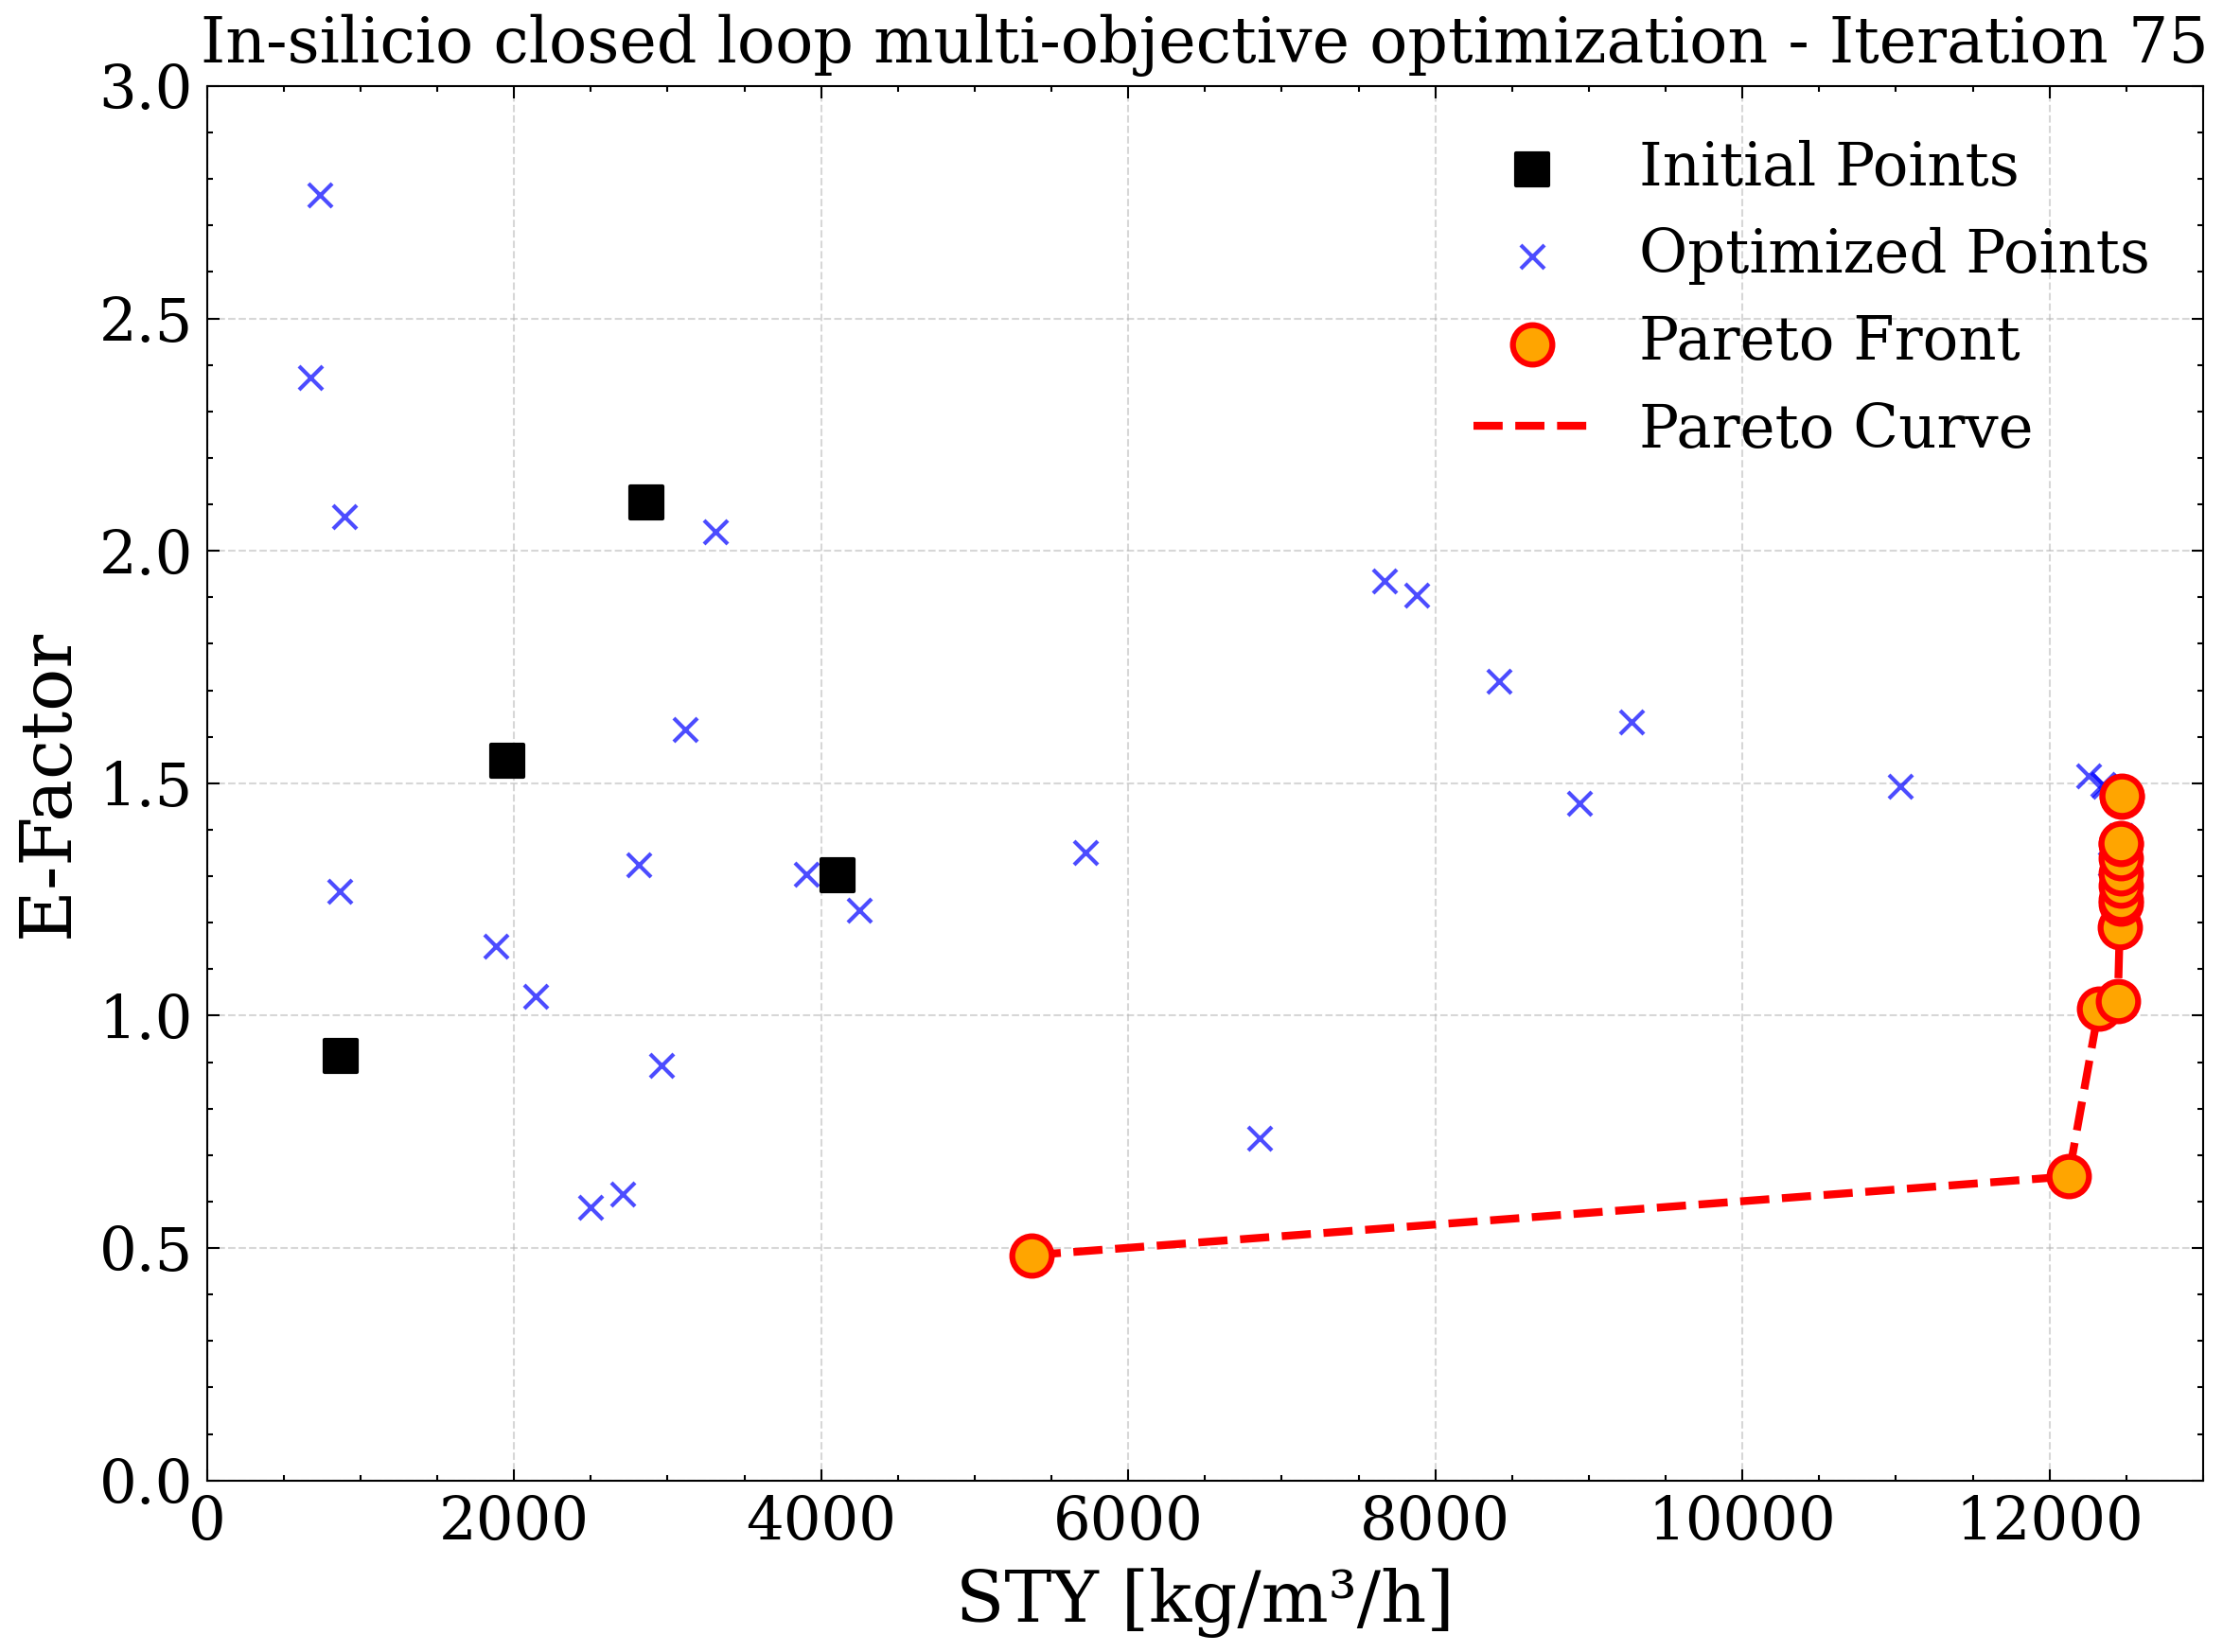 In-silicio closed loop multi-objective optimization - Iteration 75
3.0
2.5
2.0
1.5
1.0
0.5
0.0
E-Factor
Initial Points
Optimized Points
Pareto Front
Pareto Curve
0 2000 4000 6000 8000 10000 12000
STY [kg/m³/h]